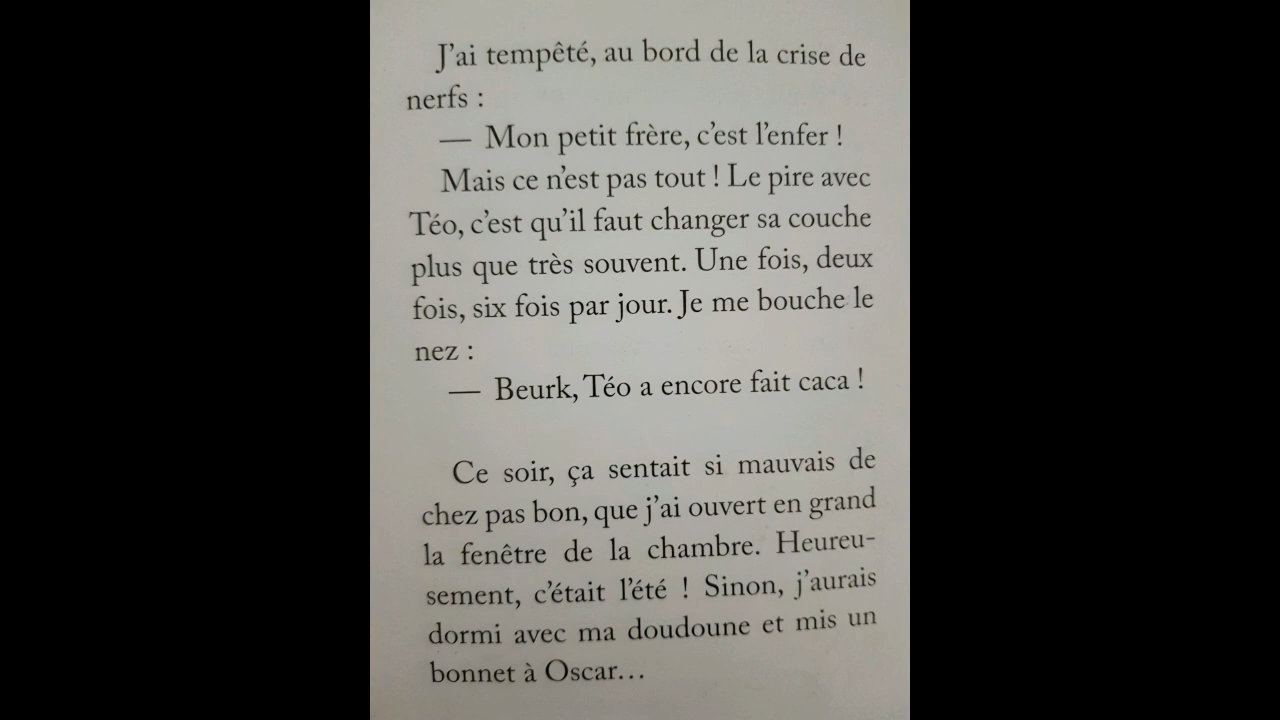 J'ai tempêté, au bord de la crise de
nerfs :
— Mon petit frère, c'est l'enfer !
Mais ce n'est pas tout ! Le pire avec
Téo, c'est qu'il faut changer sa couche
plus que très souvent. Une fois, deux
fois, six fois par jour. Je me bouche le
nez :
— Beurk, Téo a encore fait caca !
Ce soir, ça sentait si mauvais de
chez pas bon, que j'ai ouvert en grand
la fenêtre de la chambre. Heureu-
sement, c'était l'été ! Sinon, j'aurais
dormi avec ma doudoune et mis un
bonnet à Oscar…